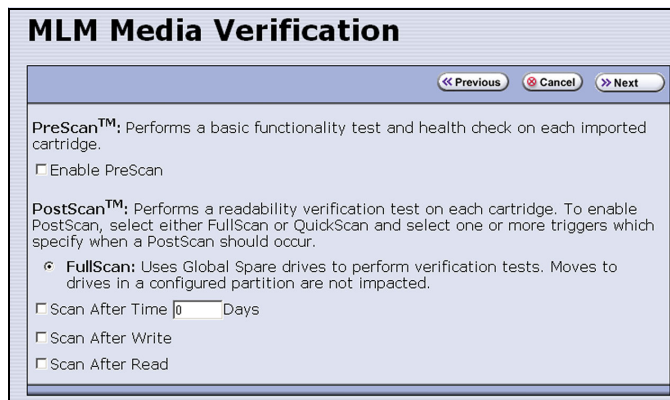 MLM Media Verification
Previous Cancel Next
PreScan™: Performs a basic functionality test and health check on each imported
cartridge.
Enable PreScan
PostScan™: Performs a readability verification test on each cartridge. To enable
PostScan, select either FullScan or QuickScan and select one or more triggers which
specify when a PostScan should occur.
FullScan: Uses Global Spare drives to perform verification tests. Moves to
drives in a configured partition are not impacted.
Scan After Time 0 Days
Scan After Write
Scan After Read